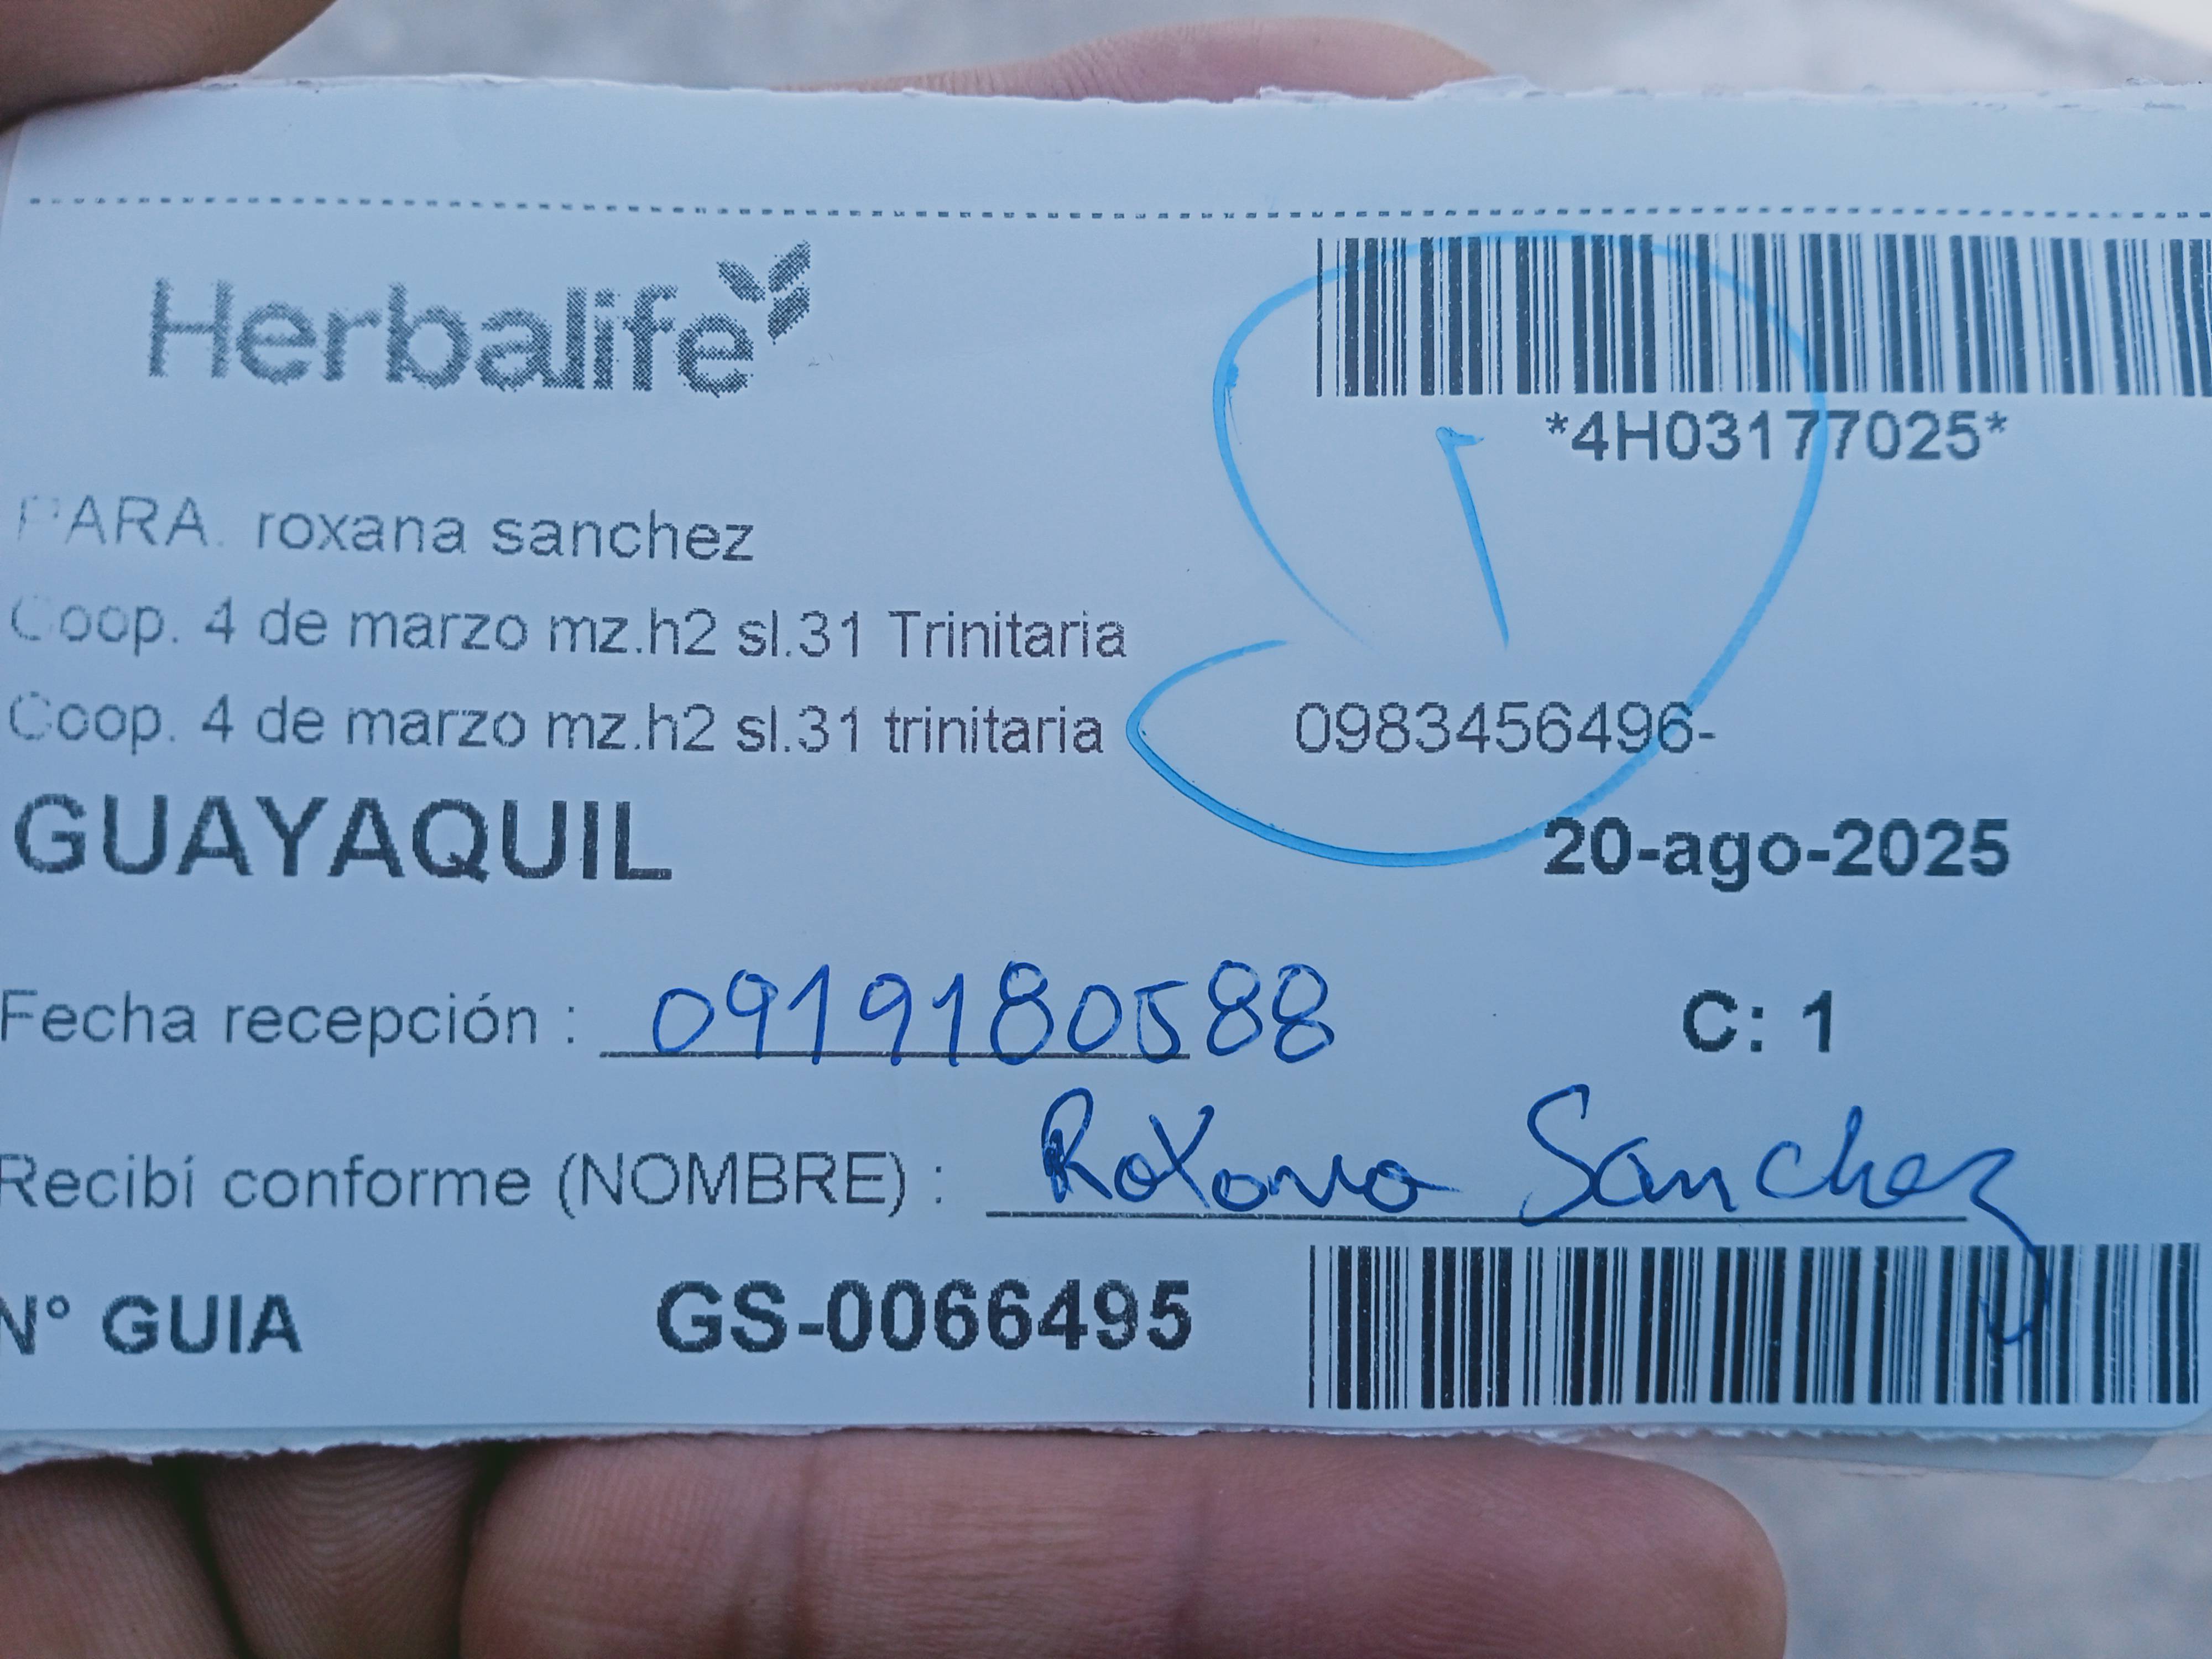 Herbalife
*4H03177025*
1
PARA. roxana sanchez
Coop. 4 de marzo mz.h2 sl.31 Trinitaria
Coop. 4 de marzo mz.h2 sl.31 trinitaria 0983456496-
GUAYAQUIL 20-ago-2025
Fecha recepción : 0919180588 C: 1
Recibí conforme (NOMBRE) : Roxana Sanchez
N° GUIA GS-0066495